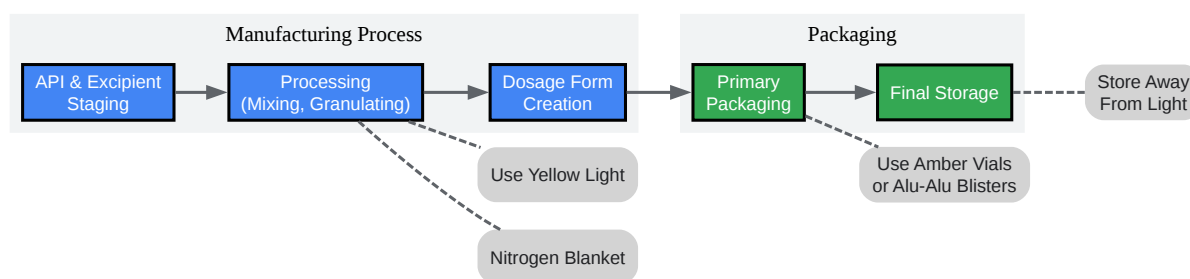 Manufacturing Process
Packaging
API & Excipient
Staging
Processing
(Mixing, Granulating)
Dosage Form
Creation
Primary
Packaging
Final Storage
Store Away
From Light
Use Yellow Light
Use Amber Vials
or Alu-Alu Blisters
Nitrogen Blanket